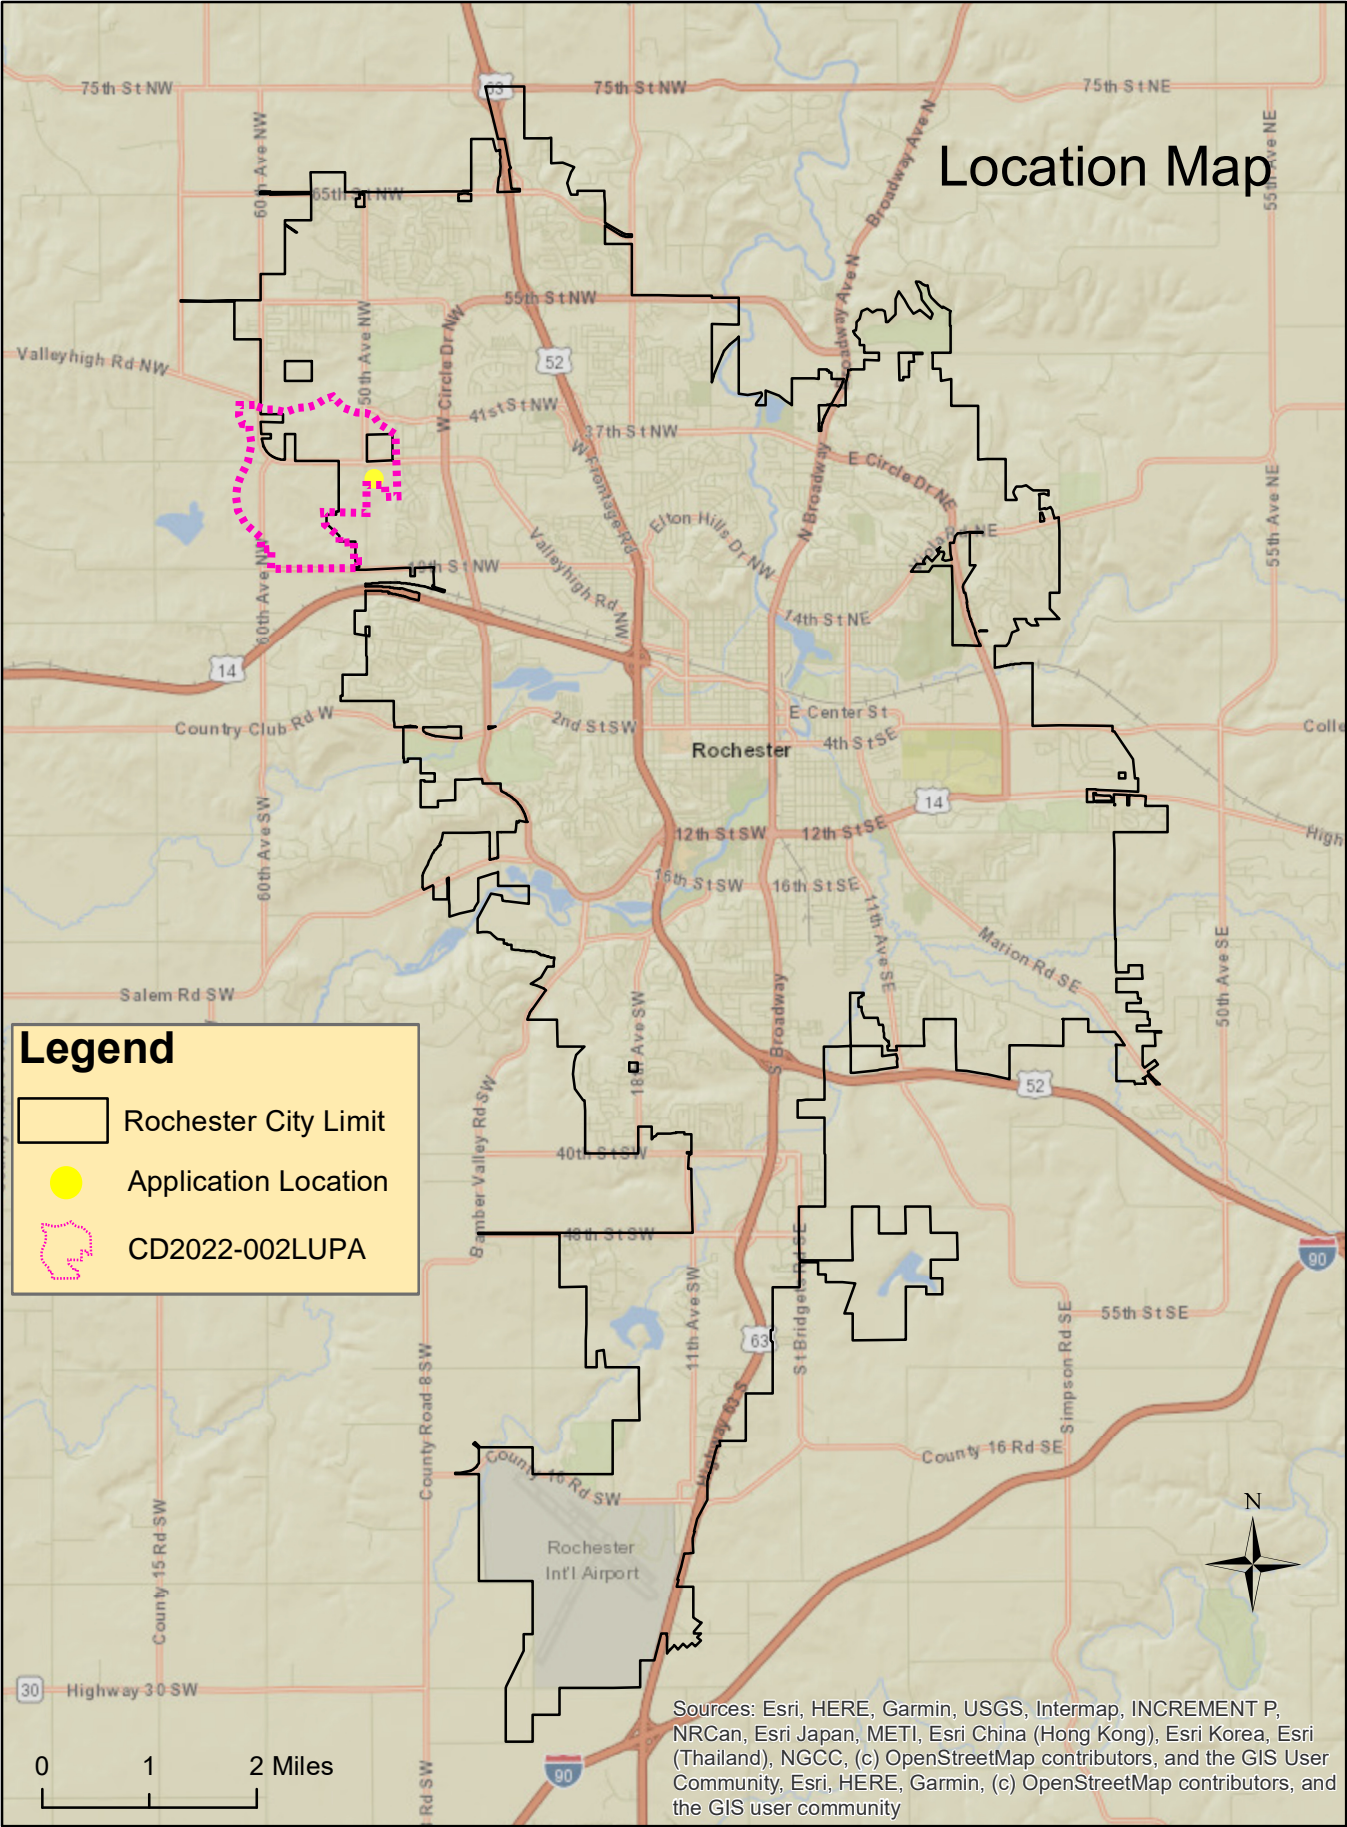 63
75th St NW
75th St NW
75th St NE
Broadway Ave N
60th Ave NW
55th Ave NE
Location Map
65th St NW
Broadway Ave N
55th St NW
50th Ave NW
W Circle Dr NW
Valleyhigh Rd NW
52
41st St NW
37th St NW
W Frontage Rd
N Broadway
E Circle Dr NE
55th Ave NE
Elton Hills Dr NW
Valleyhigh Rd NW
19th St NW
60th Ave NW
14th St NE
14
Country Club Rd W
2nd St SW
E Center St
4th St SE
Rochester
Colle
14
60th Ave SW
12th St SW
12th St SE
High
16th St SW
16th St SE
11th Ave SE
Marion Rd SE
50th Ave SE
Salem Rd SW
18th Ave SW
S Broadway
52
Bamber Valley Rd SW
Legend
Rochester City Limit
Application Location
CD2022-002LUPA
40th St SW
48th St SW
St Bridgets Rd SE
90
11th Ave SW
63
55th St SE
Simpson Rd SE
County Road 8 SW
Highway 63 S
County 16 Rd SE
County 16 Rd SW
County 15 Rd SW
N
Rochester
Int'l Airport
30
Highway 30 SW
Sources: Esri, HERE, Garmin, USGS, Intermap, INCREMENT P,
NRCan, Esri Japan, METI, Esri China (Hong Kong), Esri Korea, Esri
(Thailand), NGCC, (c) OpenStreetMap contributors, and the GIS User
Community, Esri, HERE, Garmin, (c) OpenStreetMap contributors, and
the GIS user community
0 1 2 Miles
90
Rd SW